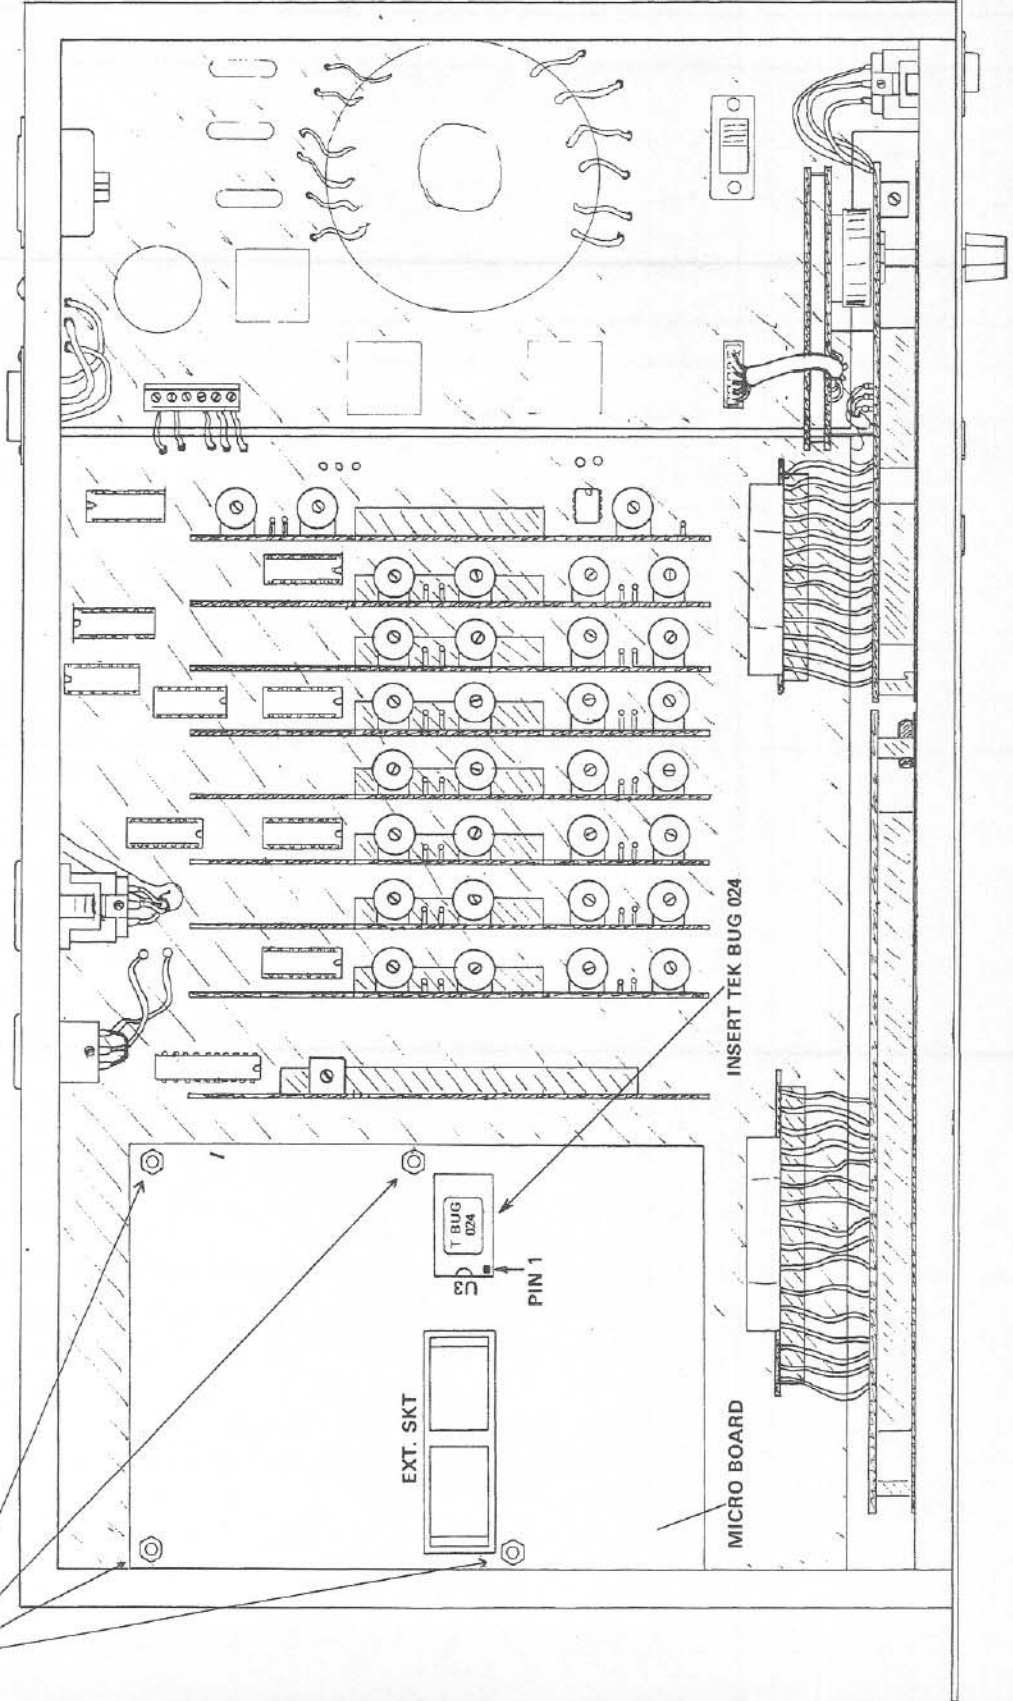 INSERT TEK BUG 024
T BUG
024
U3
PIN 1
EXT. SKT
MICRO BOARD